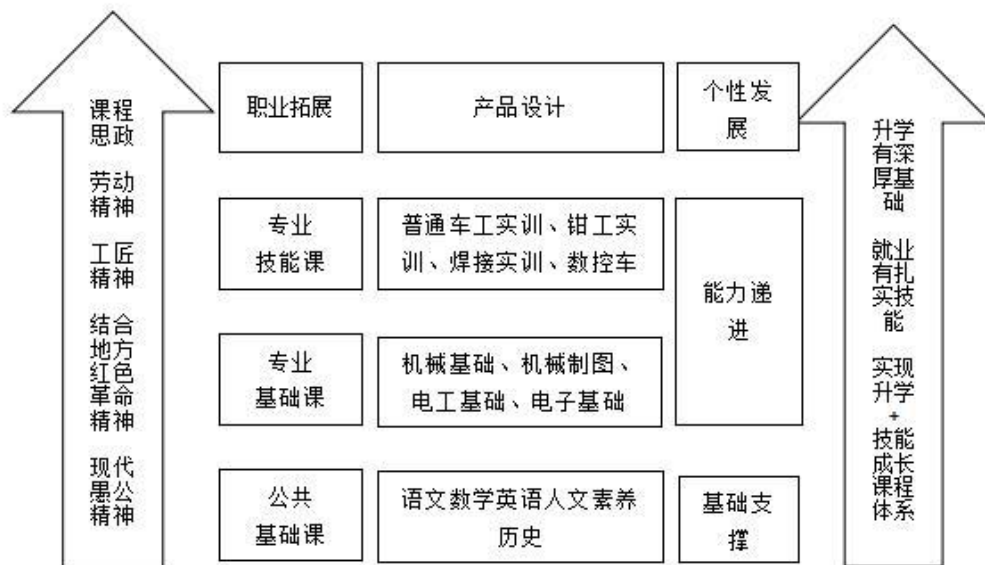 课程
思政
劳动
精神
工匠
精神
结合
地方
红色
革命
精神
现代
愚公
精神
职业拓展
产品设计
个性发
展
专业
技能课
普通车工实训、钳工实
训、焊接实训、数控车
能力递
进
专业
基础课
机械基础、机械制图、
电工基础、电子基础
公共
基础课
语文数学英语人文素养
历史
基础支
撑
升学
有深
厚基
础
就业
有扎
实技
能
实现
升学
+
技能
成长
课程
体系